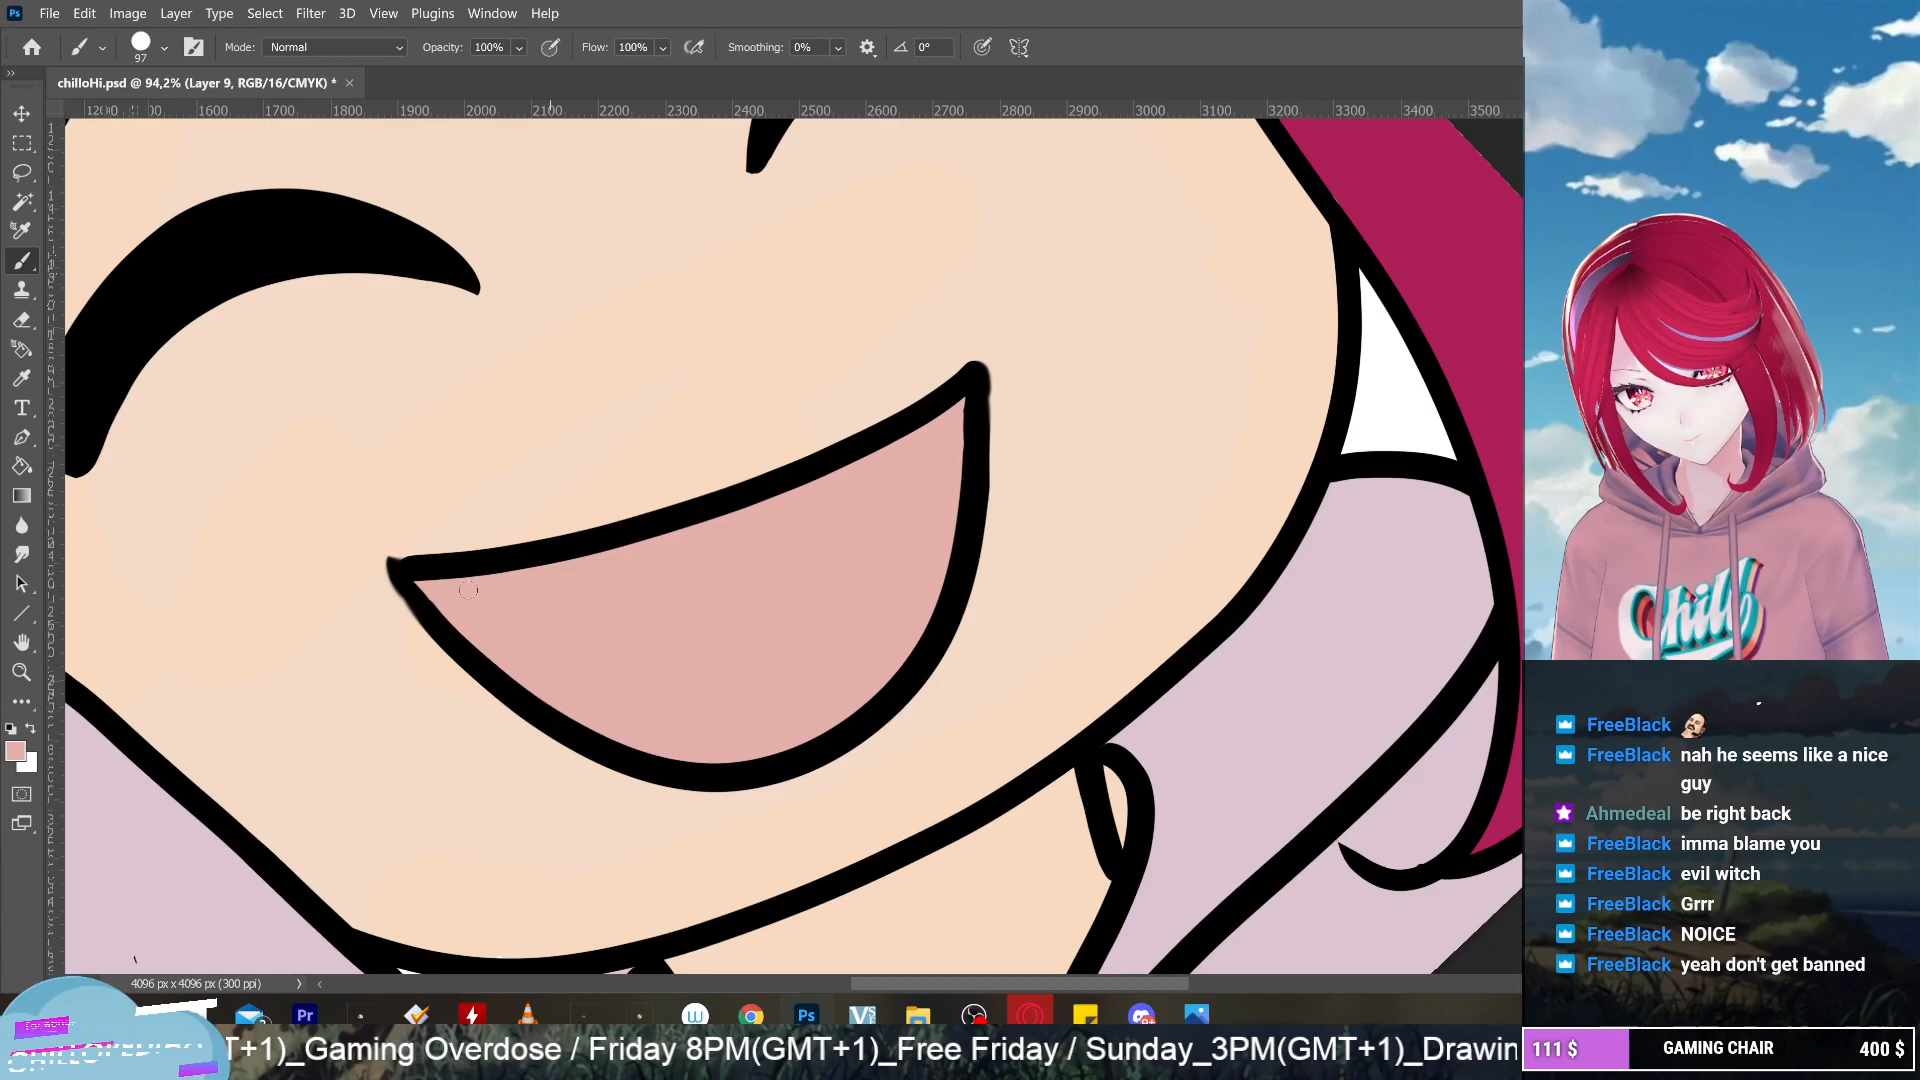 File Edit Image Layer Type Select Filter 3D View Plugins Window Help
97 Mode: Normal Opacity: 100% Flow: 100% Smoothing: 0% 0°
chilloHi.psd @ 94,2% (Layer 9, RGB/16/CMYK) *
1200 1600 1700 1800 1900 2000 2100 2200 2300 2400 2500 2600 2700 2800 2900 3000 3100 3200 3300 3400 3500
Chill
FreeBlack
FreeBlack nah he seems like a nice
guy
Ahmedeal be right back
FreeBlack imma blame you
FreeBlack evil witch
FreeBlack Grrr
FreeBlack NOICE
FreeBlack yeah don't get banned
4096 px x 4096 px (300 ppi)
T+1)_Gaming Overdose / Friday 8PM(GMT+1)_Free Friday / Sunday_3PM(GMT+1)_Drawin
111 $ GAMING CHAIR 400 $